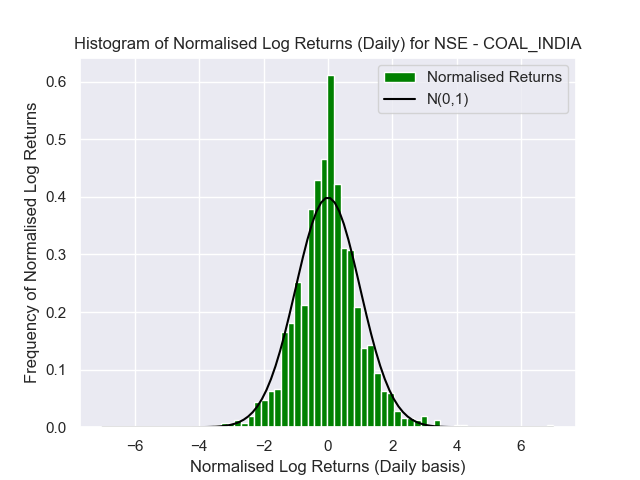 Histogram of Normalised Log Returns (Daily) for NSE - COAL_INDIA
Normalised Returns
N(0,1)
Frequency of Normalised Log Returns
0.6
0.5
0.4
0.3
0.2
0.1
0.0
−6 −4 −2 0 2 4 6
Normalised Log Returns (Daily basis)